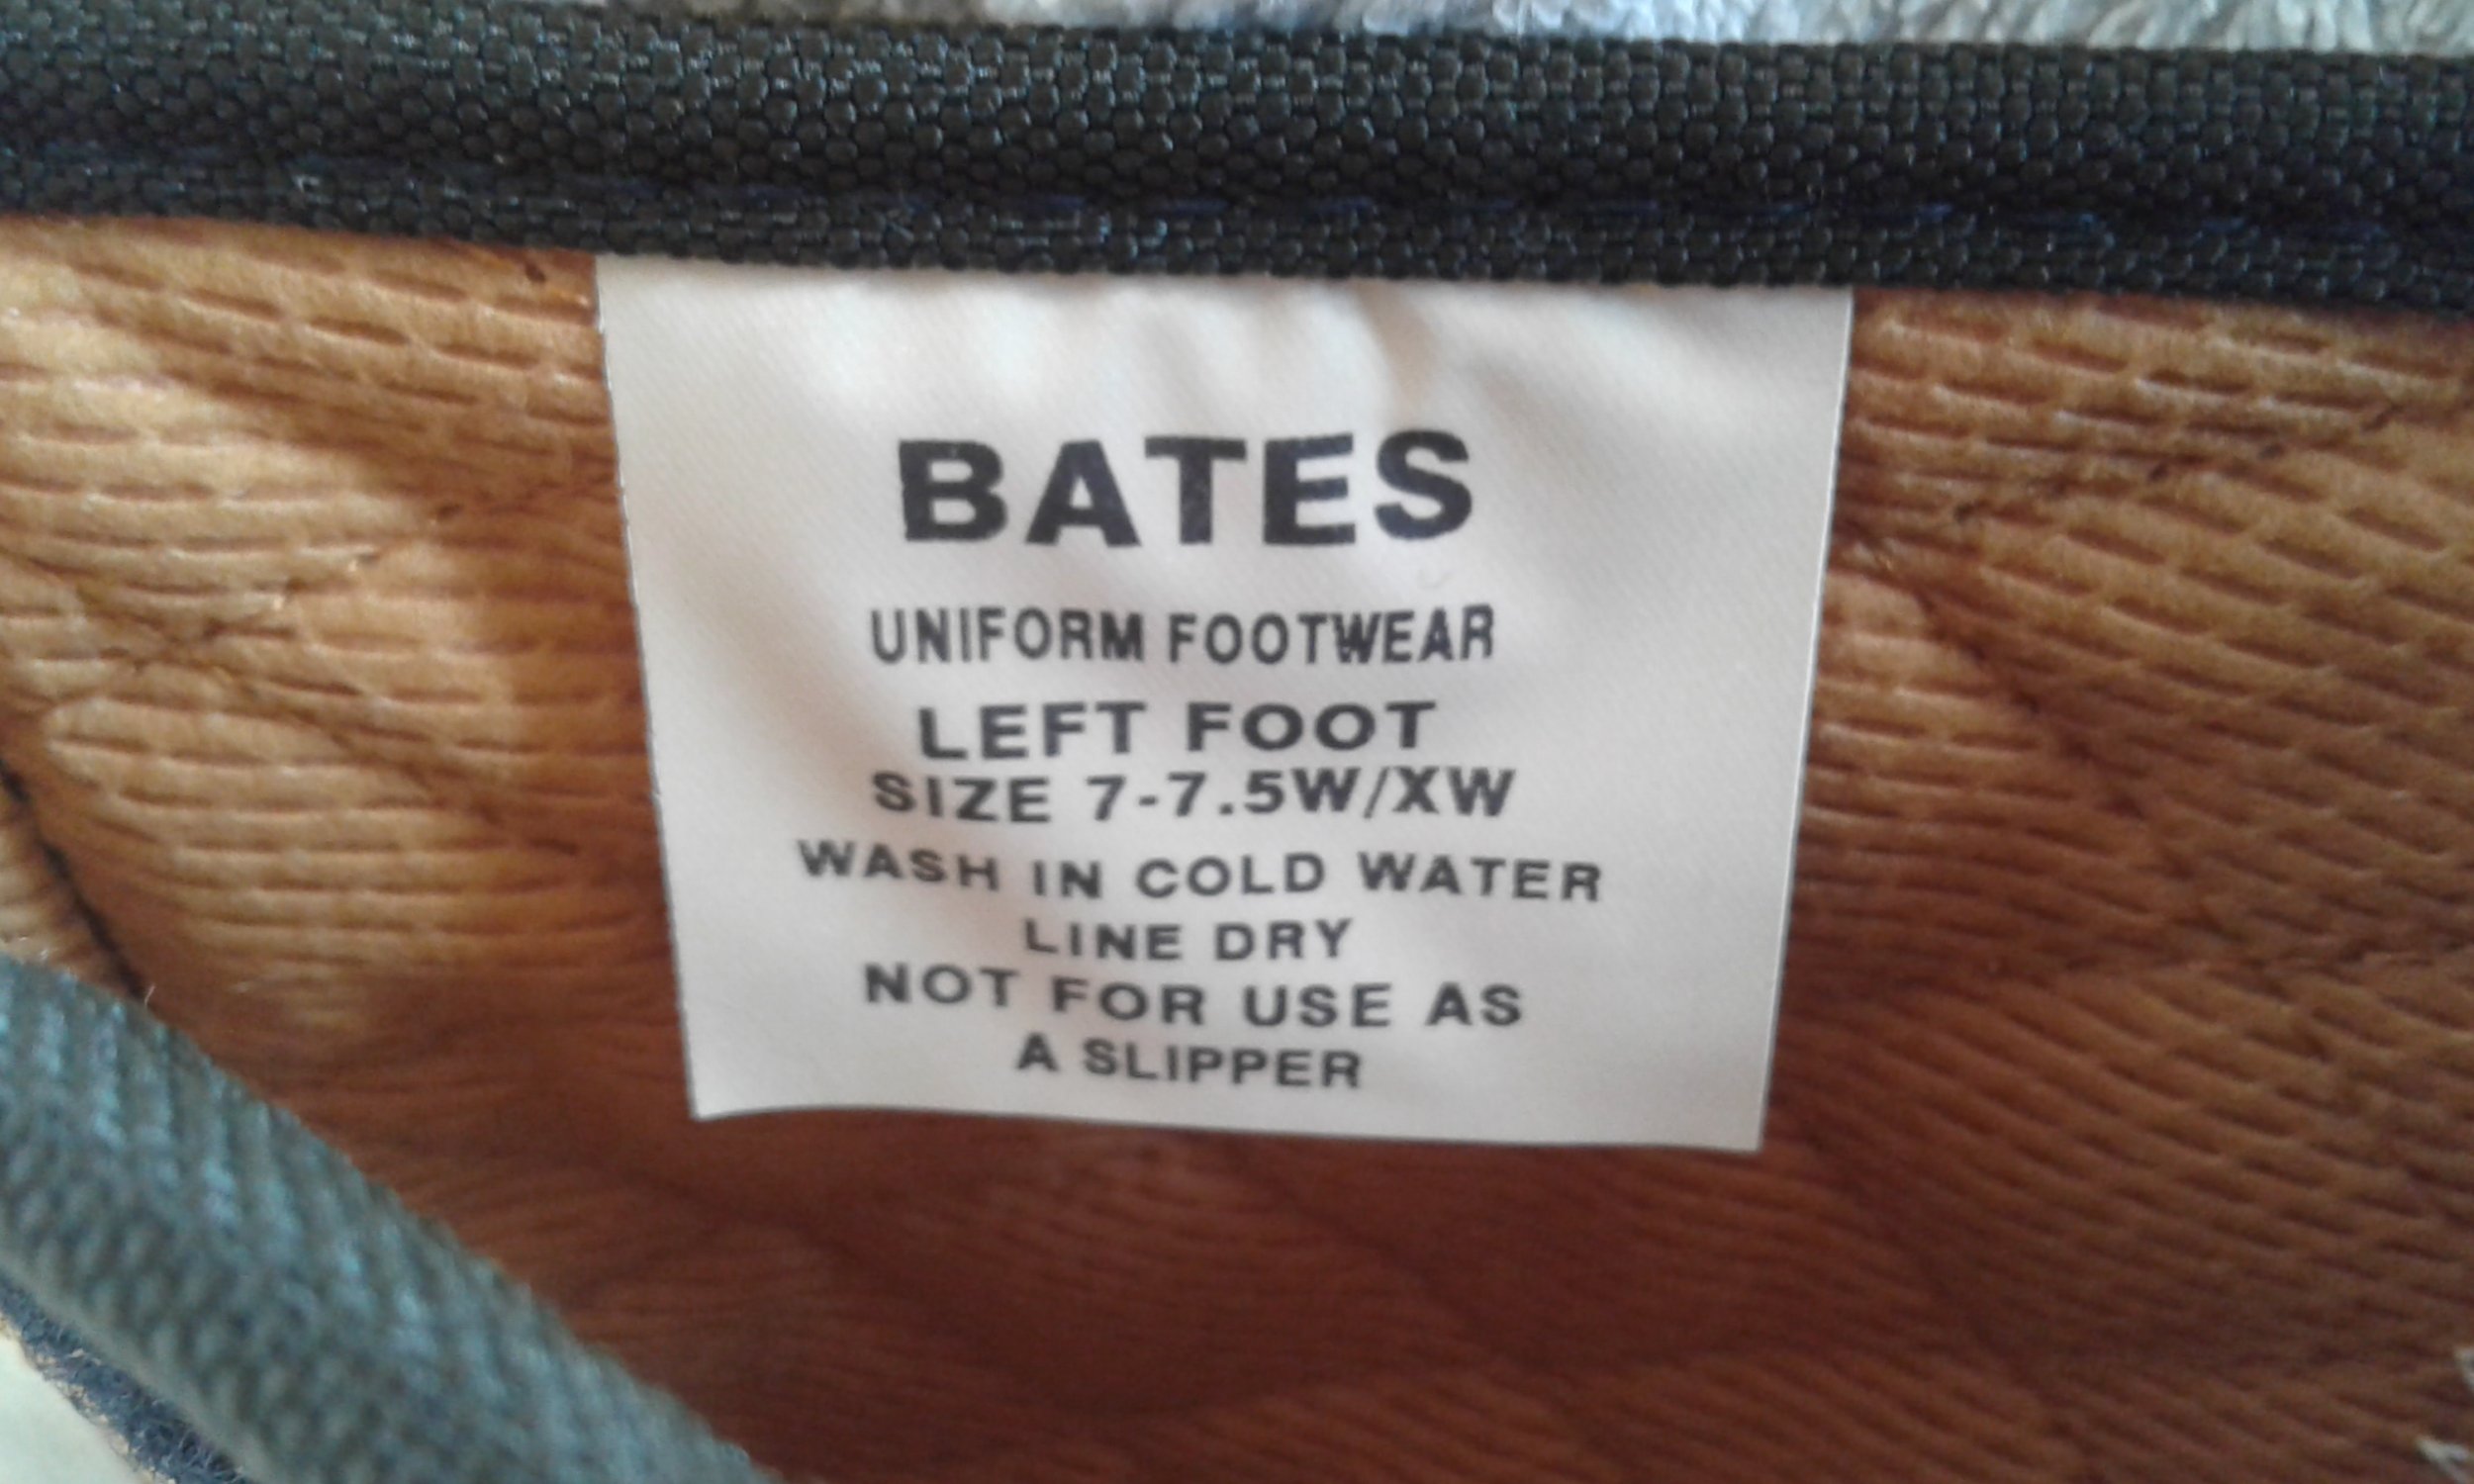 BATES
UNIFORM FOOTWEAR
LEFT FOOT
SIZE 7-7.5W/XW
WASH IN COLD WATER
LINE DRY
NOT FOR USE AS
A SLIPPER